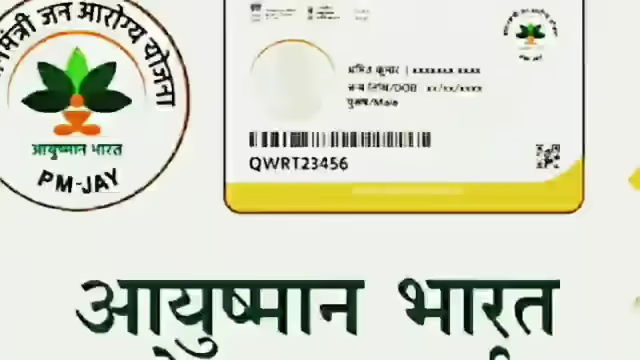 मंत्री जन आरोग्य योजना
आयुष्मान भारत
PM-JAY
अमित कुमार | xxxxxxx xxxx
जन्म तिथि/DOB : xx/xx/xxxx
पुरुष/Male
QWRT23456
आयुष्मान भारत